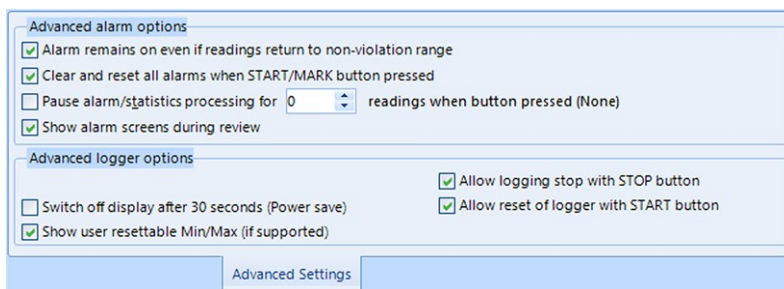 Advanced alarm options
Alarm remains on even if readings return to non-violation range
Clear and reset all alarms when START/MARK button pressed
Pause alarm/statistics processing for 0 readings when button pressed (None)
Show alarm screens during review
Advanced logger options
Allow logging stop with STOP button
Switch off display after 30 seconds (Power save)
Allow reset of logger with START button
Show user resettable Min/Max (if supported)
Advanced Settings